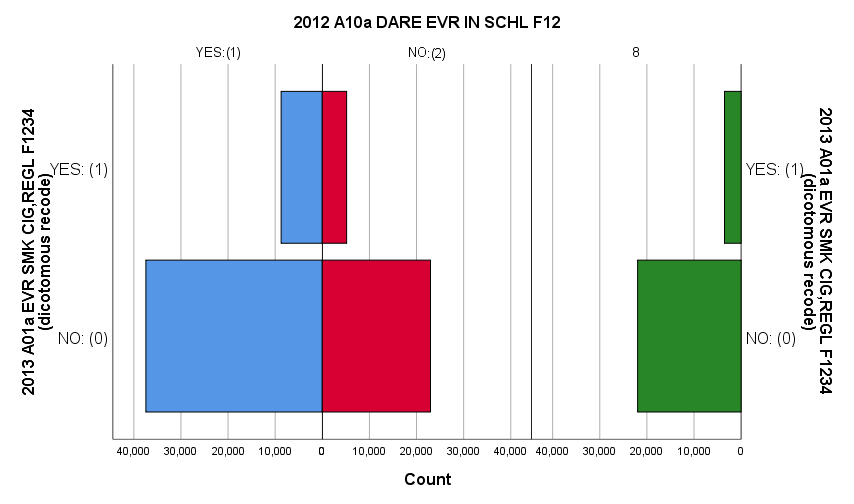 2012 A10a DARE EVR IN SCHL F12
YES:(1)
NO:(2)
8
2013 A01a EVR SMK CIG,REGL F1234
(dicotomous recode)
YES: (1)
NO: (0)
YES: (1)
NO: (0)
2013 A01a EVR SMK CIG,REGL F1234
(dicotomous recode)
40,000 30,000 20,000 10,000 0 10,000 20,000 30,000 40,000 40,000 30,000 20,000 10,000 0
Count